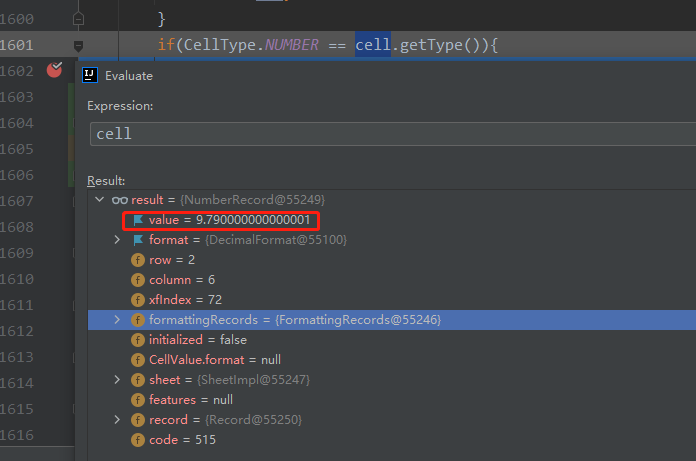 1600 }
1601 if(CellType.NUMBER == cell.getType()){
1602
IJ Evaluate
1603
Expression:
1604
cell
1605
1606
Result:
1607
result = {NumberRecord@55249}
value = 9.790000000000001
1608
format = {DecimalFormat@55100}
1609
f row = 2
f column = 6
1610
f xfIndex = 72
1611
f formattingRecords = {FormattingRecords@55246}
1612
f initialized = false
f CellValue.format = null
1613
f sheet = {SheetImpl@55247}
1614
f features = null
1615
f record = {Record@55250}
1616
f code = 515